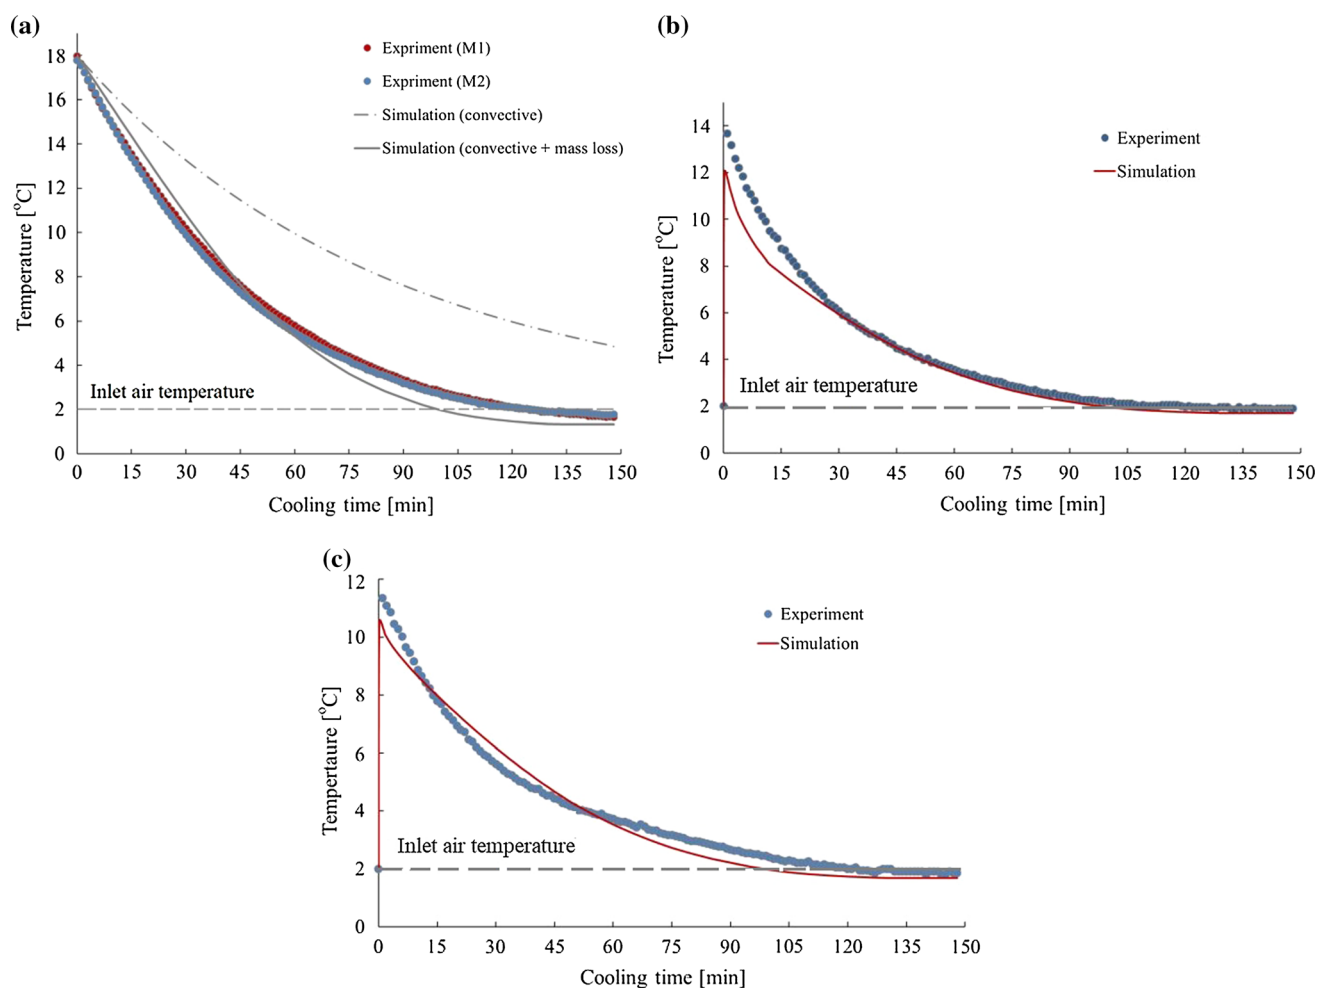 (a)
Temperature [°C]
18
16
14
12
10
8
6
4
2
0
Expriment (M1)
Expriment (M2)
Simulation (convective)
Simulation (convective + mass loss)
Inlet air temperature
0 15 30 45 60 75 90 105 120 135 150
Cooling time [min]
(b)
Temperature [°C]
14
12
10
8
6
4
2
0
Experiment
Simulation
Inlet air temperature
0 15 30 45 60 75 90 105 120 135 150
Cooling time [min]
(c)
Tempertaure [°C]
12
10
8
6
4
2
0
Experiment
Simulation
Inlet air temperature
0 15 30 45 60 75 90 105 120 135 150
Cooling time [min]